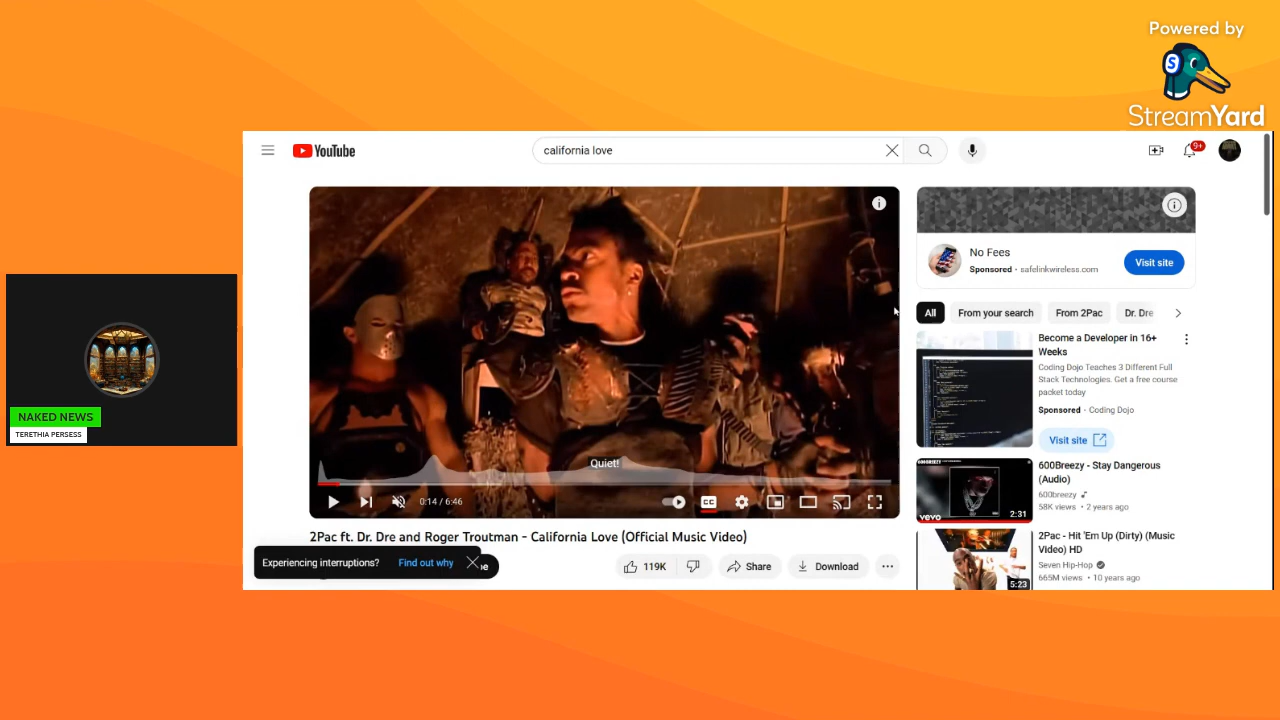 Powered by
StreamYard
YouTube
california love
9+
Quiet!
0:14 / 6:46
CC
2Pac ft. Dr. Dre and Roger Troutman - California Love (Official Music Video)
Experiencing interruptions? Find out why
119K
Share
Download
No Fees
Sponsored · safelinkwireless.com
Visit site
All
From your search
From 2Pac
Dr. Dre
Become a Developer in 16+
Weeks
Coding Dojo Teaches 3 Different Full
Stack Technologies. Get a free course
packet today
Sponsored · Coding Dojo
Visit site
600BREEZY
vevo
2:31
600Breezy - Stay Dangerous
(Audio)
600breezy
58K views · 2 years ago
5:23
2Pac - Hit 'Em Up (Dirty) (Music
Video) HD
Seven Hip-Hop
665M views · 10 years ago
NAKED NEWS
TERETHIA PERSESS